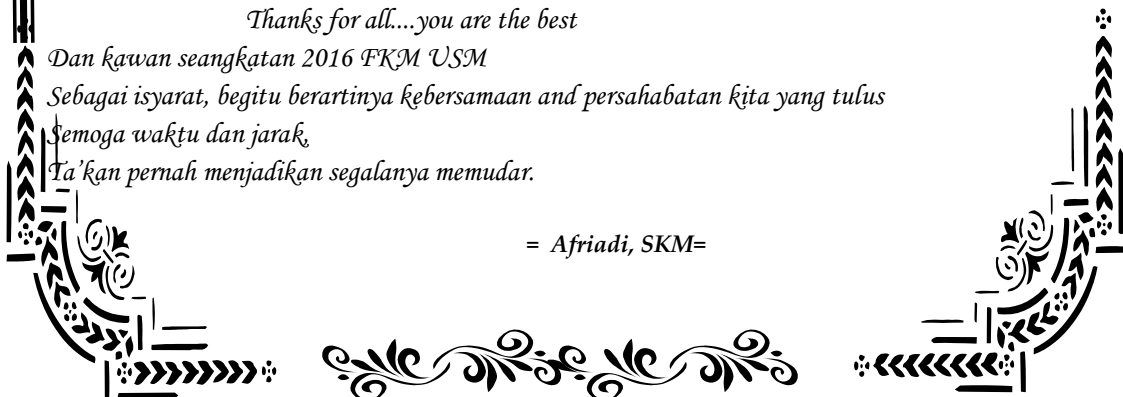 Thanks for all....you are the best
Dan kawan seangkatan 2016 FKM USM
Sebagai isyarat, begitu berartinya kebersamaan and persahabatan kita yang tulus
Semoga waktu dan jarak,
Ta’kan pernah menjadikan segalanya memudar.
= Afriadi, SKM=